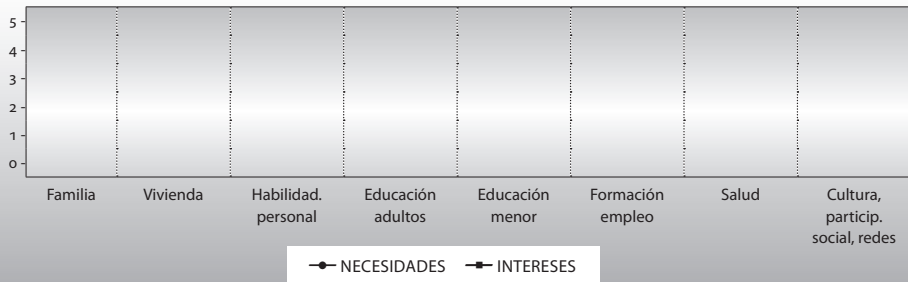 5
4
3
2
1
0
Familia Vivienda Habilidad. Educación Educación Formación Salud Cultura,
personal adultos menor empleo particip.
social, redes
NECESIDADES INTERESES